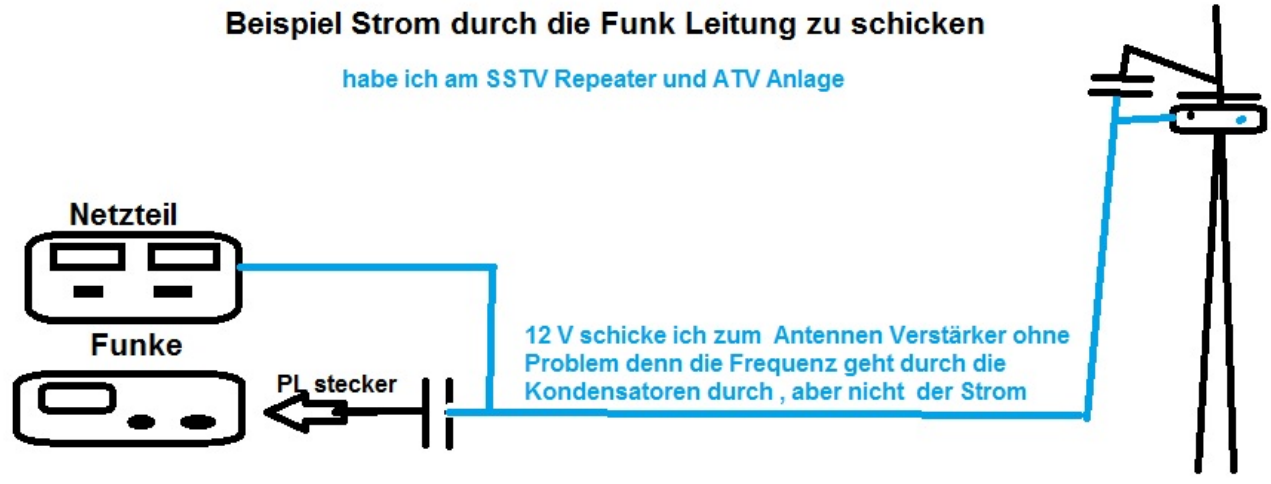 Beispiel Strom durch die Funk Leitung zu schicken
habe ich am SSTV Repeater und ATV Anlage
Netzteil
Funke
PL stecker
12 V schicke ich zum Antennen Verstärker ohne
Problem denn die Frequenz geht durch die
Kondensatoren durch , aber nicht der Strom